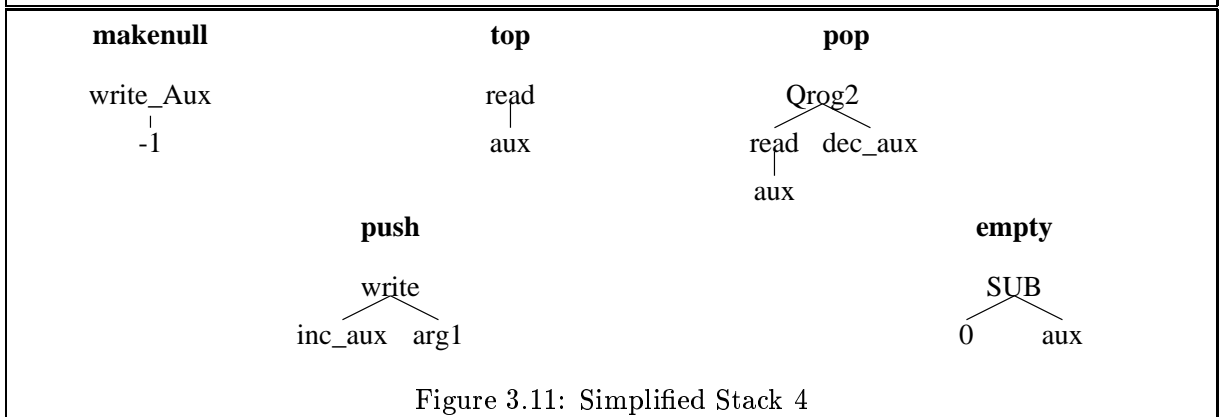 makenull top pop
write_Aux read Qrog2
-1 aux read dec_aux
aux
push empty
write SUB
inc_aux arg1 0 aux
Figure 3.11: Simplified Stack 4